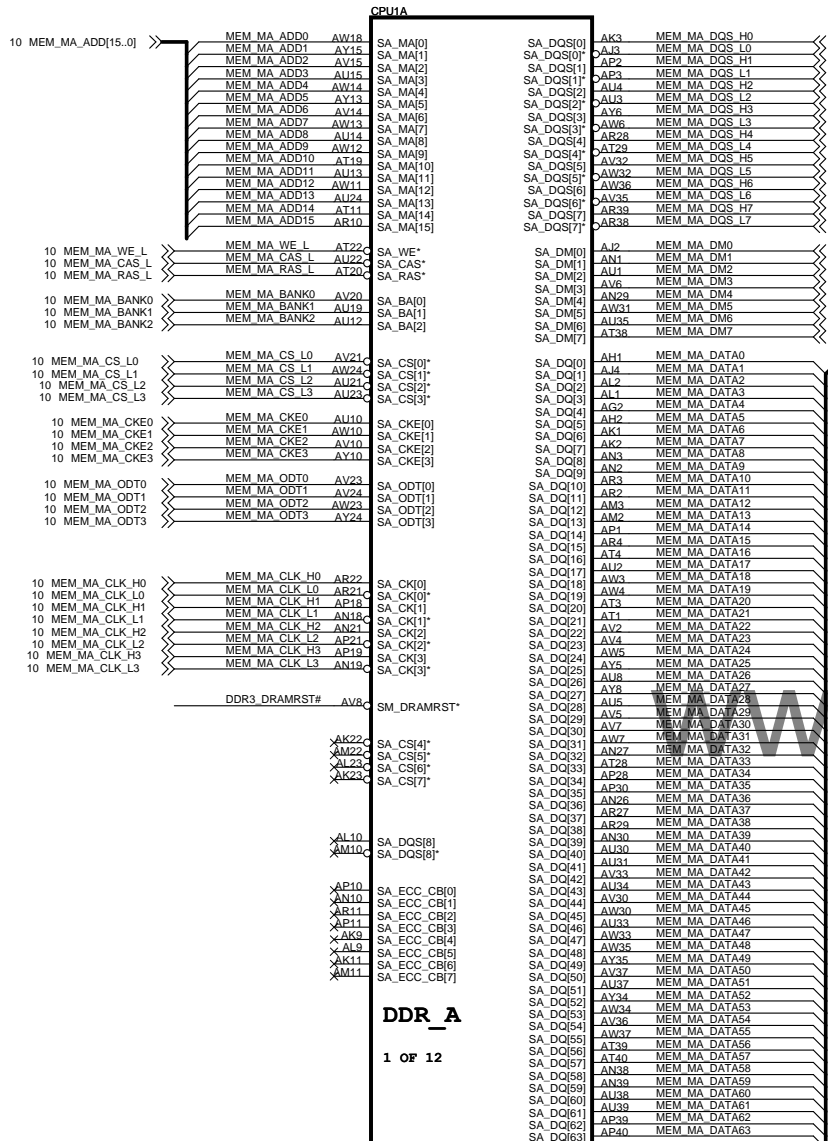 CPU1A
10 MEM_MA_ADD[15..0]
MEM_MA_ADD0 AW18 SA_MA[0]
MEM_MA_ADD1 AY15 SA_MA[1]
MEM_MA_ADD2 AV15 SA_MA[2]
MEM_MA_ADD3 AU15 SA_MA[3]
MEM_MA_ADD4 AW14 SA_MA[4]
MEM_MA_ADD5 AY13 SA_MA[5]
MEM_MA_ADD6 AV14 SA_MA[6]
MEM_MA_ADD7 AW13 SA_MA[7]
MEM_MA_ADD8 AU14 SA_MA[8]
MEM_MA_ADD9 AW12 SA_MA[9]
MEM_MA_ADD10 AT19 SA_MA[10]
MEM_MA_ADD11 AU13 SA_MA[11]
MEM_MA_ADD12 AW11 SA_MA[12]
MEM_MA_ADD13 AU24 SA_MA[13]
MEM_MA_ADD14 AT11 SA_MA[14]
MEM_MA_ADD15 AR10 SA_MA[15]
10 MEM_MA_WE_L MEM_MA_WE_L AT22 SA_WE*
10 MEM_MA_CAS_L MEM_MA_CAS_L AU22 SA_CAS*
10 MEM_MA_RAS_L MEM_MA_RAS_L AT20 SA_RAS*
10 MEM_MA_BANK0 MEM_MA_BANK0 AV20 SA_BA[0]
10 MEM_MA_BANK1 MEM_MA_BANK1 AU19 SA_BA[1]
10 MEM_MA_BANK2 MEM_MA_BANK2 AU12 SA_BA[2]
10 MEM_MA_CS_L0 MEM_MA_CS_L0 AV21 SA_CS[0]*
10 MEM_MA_CS_L1 MEM_MA_CS_L1 AW24 SA_CS[1]*
10 MEM_MA_CS_L2 MEM_MA_CS_L2 AU21 SA_CS[2]*
10 MEM_MA_CS_L3 MEM_MA_CS_L3 AU23 SA_CS[3]*
10 MEM_MA_CKE0 MEM_MA_CKE0 AU10 SA_CKE[0]
10 MEM_MA_CKE1 MEM_MA_CKE1 AW10 SA_CKE[1]
10 MEM_MA_CKE2 MEM_MA_CKE2 AV10 SA_CKE[2]
10 MEM_MA_CKE3 MEM_MA_CKE3 AY10 SA_CKE[3]
10 MEM_MA_ODT0 MEM_MA_ODT0 AV23 SA_ODT[0]
10 MEM_MA_ODT1 MEM_MA_ODT1 AV24 SA_ODT[1]
10 MEM_MA_ODT2 MEM_MA_ODT2 AW23 SA_ODT[2]
10 MEM_MA_ODT3 MEM_MA_ODT3 AY24 SA_ODT[3]
10 MEM_MA_CLK_H0 MEM_MA_CLK_H0 AR22 SA_CK[0]
10 MEM_MA_CLK_L0 MEM_MA_CLK_L0 AR21 SA_CK[0]*
10 MEM_MA_CLK_H1 MEM_MA_CLK_H1 AP18 SA_CK[1]
10 MEM_MA_CLK_L1 MEM_MA_CLK_L1 AN18 SA_CK[1]*
10 MEM_MA_CLK_H2 MEM_MA_CLK_H2 AN21 SA_CK[2]
10 MEM_MA_CLK_L2 MEM_MA_CLK_L2 AP21 SA_CK[2]*
10 MEM_MA_CLK_H3 MEM_MA_CLK_H3 AP19 SA_CK[3]
10 MEM_MA_CLK_L3 MEM_MA_CLK_L3 AN19 SA_CK[3]*
DDR3_DRAMRST# AV8 SM_DRAMRST*
AK22 SA_CS[4]*
AM22 SA_CS[5]*
AL23 SA_CS[6]*
AK23 SA_CS[7]*
AL10 SA_DQS[8]
AM10 SA_DQS[8]*
AP10 SA_ECC_CB[0]
AN10 SA_ECC_CB[1]
AR11 SA_ECC_CB[2]
AP11 SA_ECC_CB[3]
AK9 SA_ECC_CB[4]
AL9 SA_ECC_CB[5]
AK11 SA_ECC_CB[6]
AM11 SA_ECC_CB[7]
DDR_A
1 OF 12
SA_DQS[0] AK3 MEM_MA_DQS_H0
SA_DQS[0]* AJ3 MEM_MA_DQS_L0
SA_DQS[1] AP2 MEM_MA_DQS_H1
SA_DQS[1]* AP3 MEM_MA_DQS_L1
SA_DQS[2] AU4 MEM_MA_DQS_H2
SA_DQS[2]* AU3 MEM_MA_DQS_L2
SA_DQS[3] AY6 MEM_MA_DQS_H3
SA_DQS[3]* AW6 MEM_MA_DQS_L3
SA_DQS[4] AR28 MEM_MA_DQS_H4
SA_DQS[4]* AT29 MEM_MA_DQS_L4
SA_DQS[5] AV32 MEM_MA_DQS_H5
SA_DQS[5]* AW32 MEM_MA_DQS_L5
SA_DQS[6] AW36 MEM_MA_DQS_H6
SA_DQS[6]* AV35 MEM_MA_DQS_L6
SA_DQS[7] AR39 MEM_MA_DQS_H7
SA_DQS[7]* AR38 MEM_MA_DQS_L7
SA_DM[0] AJ2 MEM_MA_DM0
SA_DM[1] AN1 MEM_MA_DM1
SA_DM[2] AU1 MEM_MA_DM2
SA_DM[3] AV6 MEM_MA_DM3
SA_DM[4] AN29 MEM_MA_DM4
SA_DM[5] AW31 MEM_MA_DM5
SA_DM[6] AU35 MEM_MA_DM6
SA_DM[7] AT38 MEM_MA_DM7
SA_DQ[0] AH1 MEM_MA_DATA0
SA_DQ[1] AJ4 MEM_MA_DATA1
SA_DQ[2] AL2 MEM_MA_DATA2
SA_DQ[3] AL1 MEM_MA_DATA3
SA_DQ[4] AG2 MEM_MA_DATA4
SA_DQ[5] AH2 MEM_MA_DATA5
SA_DQ[6] AK1 MEM_MA_DATA6
SA_DQ[7] AK2 MEM_MA_DATA7
SA_DQ[8] AN3 MEM_MA_DATA8
SA_DQ[9] AN2 MEM_MA_DATA9
SA_DQ[10] AR3 MEM_MA_DATA10
SA_DQ[11] AR2 MEM_MA_DATA11
SA_DQ[12] AM3 MEM_MA_DATA12
SA_DQ[13] AM2 MEM_MA_DATA13
SA_DQ[14] AP1 MEM_MA_DATA14
SA_DQ[15] AR4 MEM_MA_DATA15
SA_DQ[16] AT4 MEM_MA_DATA16
SA_DQ[17] AU2 MEM_MA_DATA17
SA_DQ[18] AW3 MEM_MA_DATA18
SA_DQ[19] AW4 MEM_MA_DATA19
SA_DQ[20] AT3 MEM_MA_DATA20
SA_DQ[21] AT1 MEM_MA_DATA21
SA_DQ[22] AV2 MEM_MA_DATA22
SA_DQ[23] AV4 MEM_MA_DATA23
SA_DQ[24] AW5 MEM_MA_DATA24
SA_DQ[25] AY5 MEM_MA_DATA25
SA_DQ[26] AU8 MEM_MA_DATA26
SA_DQ[27] AY8 MEM_MA_DATA27
SA_DQ[28] AU5 MEM_MA_DATA28
SA_DQ[29] AV5 MEM_MA_DATA29
SA_DQ[30] AV7 MEM_MA_DATA30
SA_DQ[31] AW7 MEM_MA_DATA31
SA_DQ[32] AN27 MEM_MA_DATA32
SA_DQ[33] AT28 MEM_MA_DATA33
SA_DQ[34] AP28 MEM_MA_DATA34
SA_DQ[35] AP30 MEM_MA_DATA35
SA_DQ[36] AN26 MEM_MA_DATA36
SA_DQ[37] AR27 MEM_MA_DATA37
SA_DQ[38] AR29 MEM_MA_DATA38
SA_DQ[39] AN30 MEM_MA_DATA39
SA_DQ[40] AU30 MEM_MA_DATA40
SA_DQ[41] AU31 MEM_MA_DATA41
SA_DQ[42] AV33 MEM_MA_DATA42
SA_DQ[43] AU34 MEM_MA_DATA43
SA_DQ[44] AV30 MEM_MA_DATA44
SA_DQ[45] AW30 MEM_MA_DATA45
SA_DQ[46] AU33 MEM_MA_DATA46
SA_DQ[47] AW33 MEM_MA_DATA47
SA_DQ[48] AW35 MEM_MA_DATA48
SA_DQ[49] AY35 MEM_MA_DATA49
SA_DQ[50] AV37 MEM_MA_DATA50
SA_DQ[51] AU37 MEM_MA_DATA51
SA_DQ[52] AY34 MEM_MA_DATA52
SA_DQ[53] AW34 MEM_MA_DATA53
SA_DQ[54] AV36 MEM_MA_DATA54
SA_DQ[55] AW37 MEM_MA_DATA55
SA_DQ[56] AT39 MEM_MA_DATA56
SA_DQ[57] AT40 MEM_MA_DATA57
SA_DQ[58] AN38 MEM_MA_DATA58
SA_DQ[59] AN39 MEM_MA_DATA59
SA_DQ[60] AU38 MEM_MA_DATA60
SA_DQ[61] AU39 MEM_MA_DATA61
SA_DQ[62] AP39 MEM_MA_DATA62
SA_DQ[63] AP40 MEM_MA_DATA63